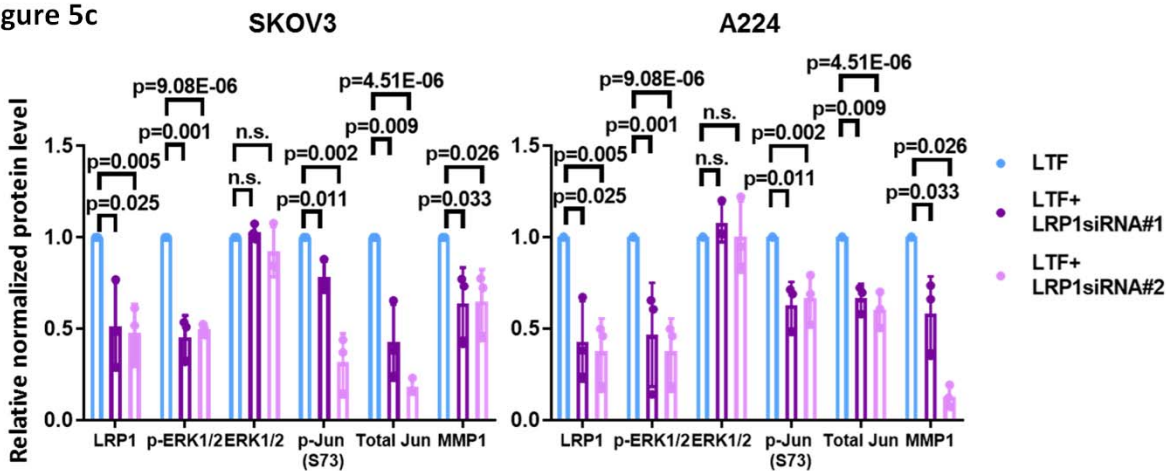 gure 5c
SKOV3
A224
Relative normalized protein level
p=9.08E-06
p=4.51E-06
p=0.001
p=0.009
p=0.005
n.s.
p=0.002
p=0.026
p=0.025
n.s.
p=0.011
p=0.033
1.5
1.0
0.5
0.0
LRP1 p-ERK1/2 ERK1/2 p-Jun Total Jun MMP1
(S73)
p=4.51E-06
p=9.08E-06
p=0.009
p=0.001
n.s.
p=0.002
p=0.026
p=0.005
n.s.
p=0.011
p=0.033
p=0.025
1.5
1.0
0.5
0.0
LRP1 p-ERK1/2 ERK1/2 p-Jun Total Jun MMP1
(S73)
LTF
LTF+
LRP1siRNA#1
LTF+
LRP1siRNA#2